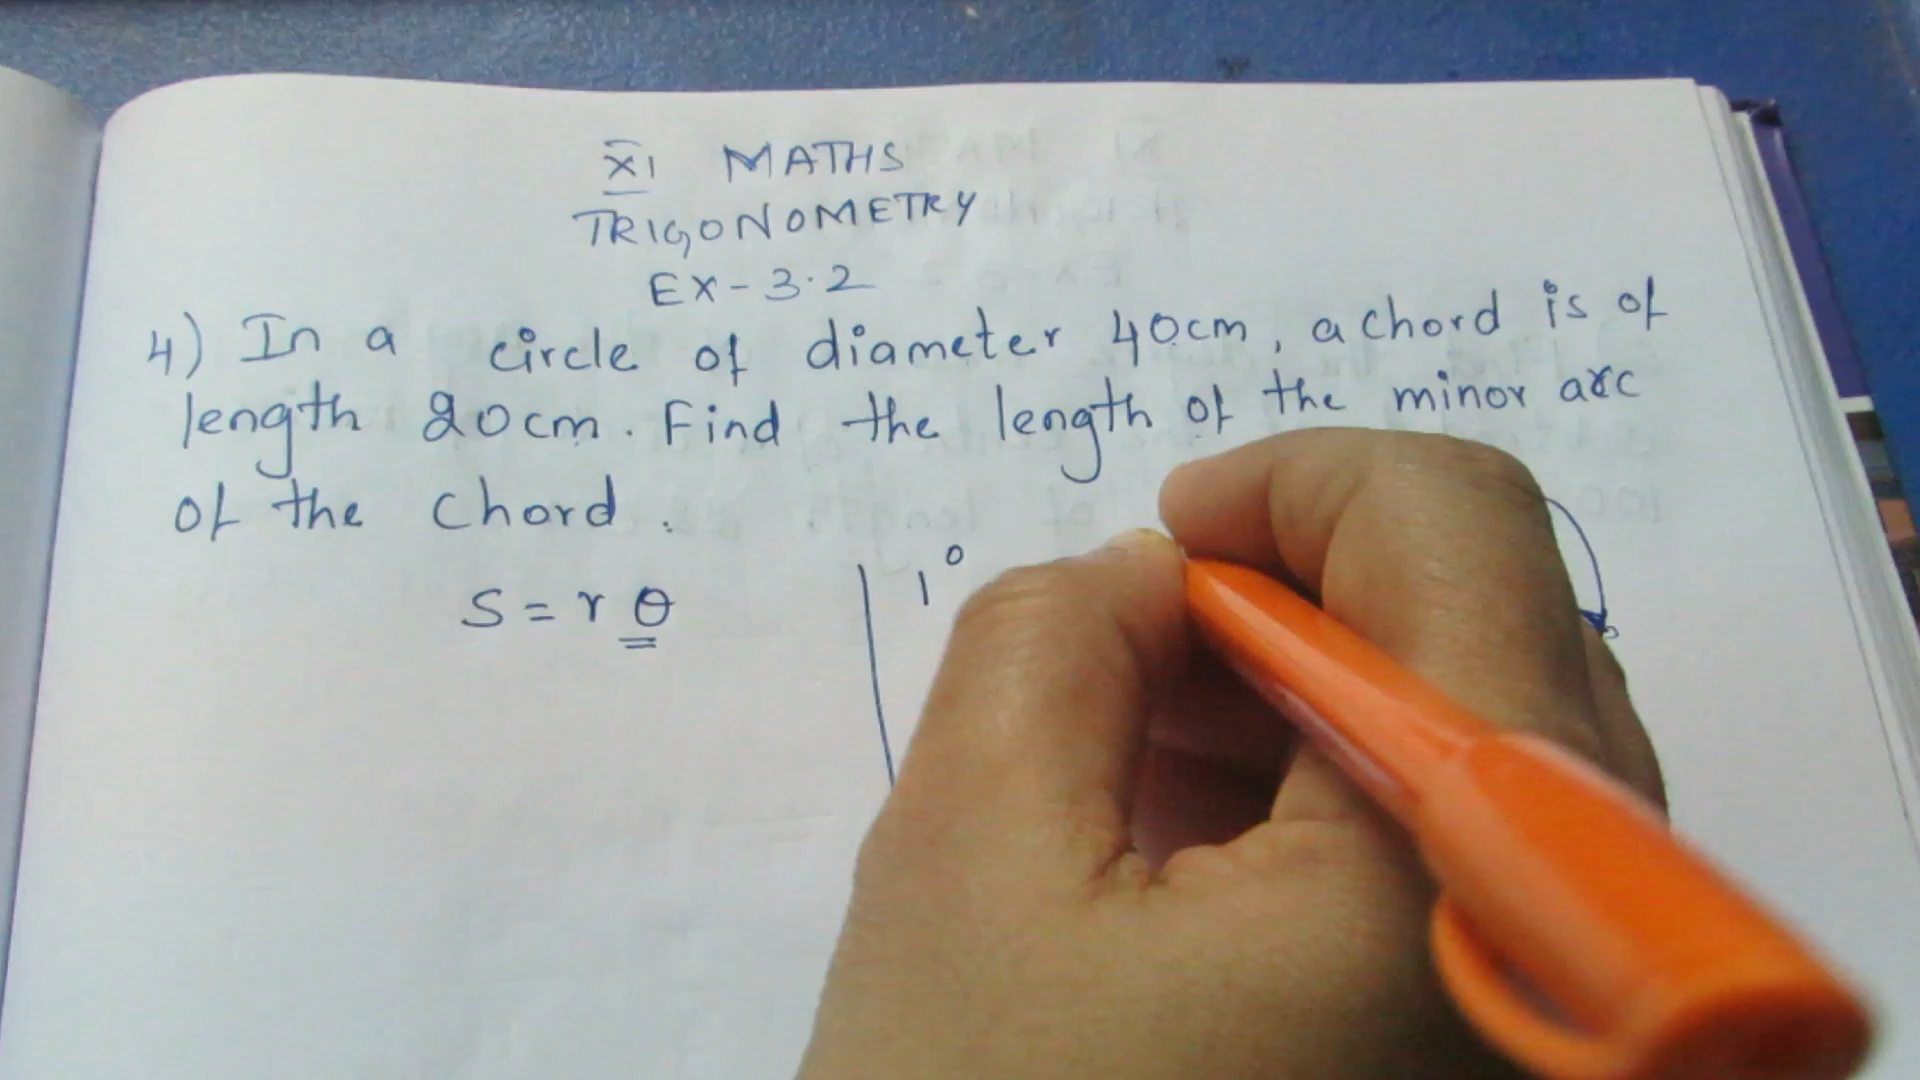 XI MATHS
TRIGONOMETRY
EX - 3.2
4) In a circle of diameter 40cm, a chord is of
length 20cm. Find the length of the minor arc
of the chord.
S = r θ
1°